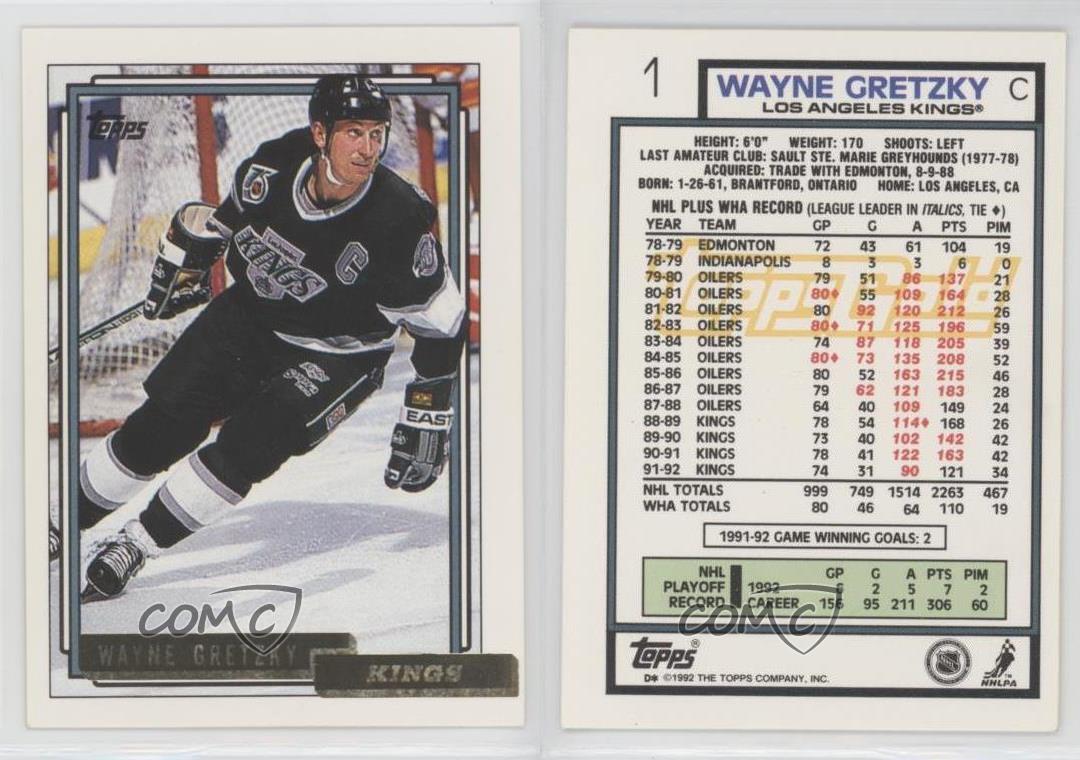 Topps
KINGS
C
EAST
WAYNE GRETZKY
KINGS
COMC
1
WAYNE GRETZKY C
LOS ANGELES KINGS®
HEIGHT: 6'0" WEIGHT: 170 SHOOTS: LEFT
LAST AMATEUR CLUB: SAULT STE. MARIE GREYHOUNDS (1977-78)
ACQUIRED: TRADE WITH EDMONTON, 8-9-88
BORN: 1-26-61, BRANTFORD, ONTARIO HOME: LOS ANGELES, CA
NHL PLUS WHA RECORD (LEAGUE LEADER IN ITALICS, TIE ♦)
YEAR TEAM GP G A PTS PIM
78-79 EDMONTON 72 43 61 104 19
78-79 INDIANAPOLIS 8 3 3 6 0
79-80 OILERS 79 51 86 137 21
80-81 OILERS 80♦ 55 109 164 28
81-82 OILERS 80 92 120 212 26
82-83 OILERS 80♦ 71 125 196 59
83-84 OILERS 74 87 118 205 39
84-85 OILERS 80♦ 73 135 208 52
85-86 OILERS 80 52 163 215 46
86-87 OILERS 79 62 121 183 28
87-88 OILERS 64 40 109 149 24
88-89 KINGS 78 54 114♦ 168 26
89-90 KINGS 73 40 102 142 42
90-91 KINGS 78 41 122 163 42
91-92 KINGS 74 31 90 121 34
NHL TOTALS 999 749 1514 2263 467
WHA TOTALS 80 46 64 110 19
Topps Gold
1991-92 GAME WINNING GOALS: 2
NHL GP G A PTS PIM
PLAYOFF 1992 6 2 5 7 2
RECORD CAREER 156 95 211 306 60
COMC
Topps®
D* ©1992 THE TOPPS COMPANY, INC.
NHL
NHLPA™